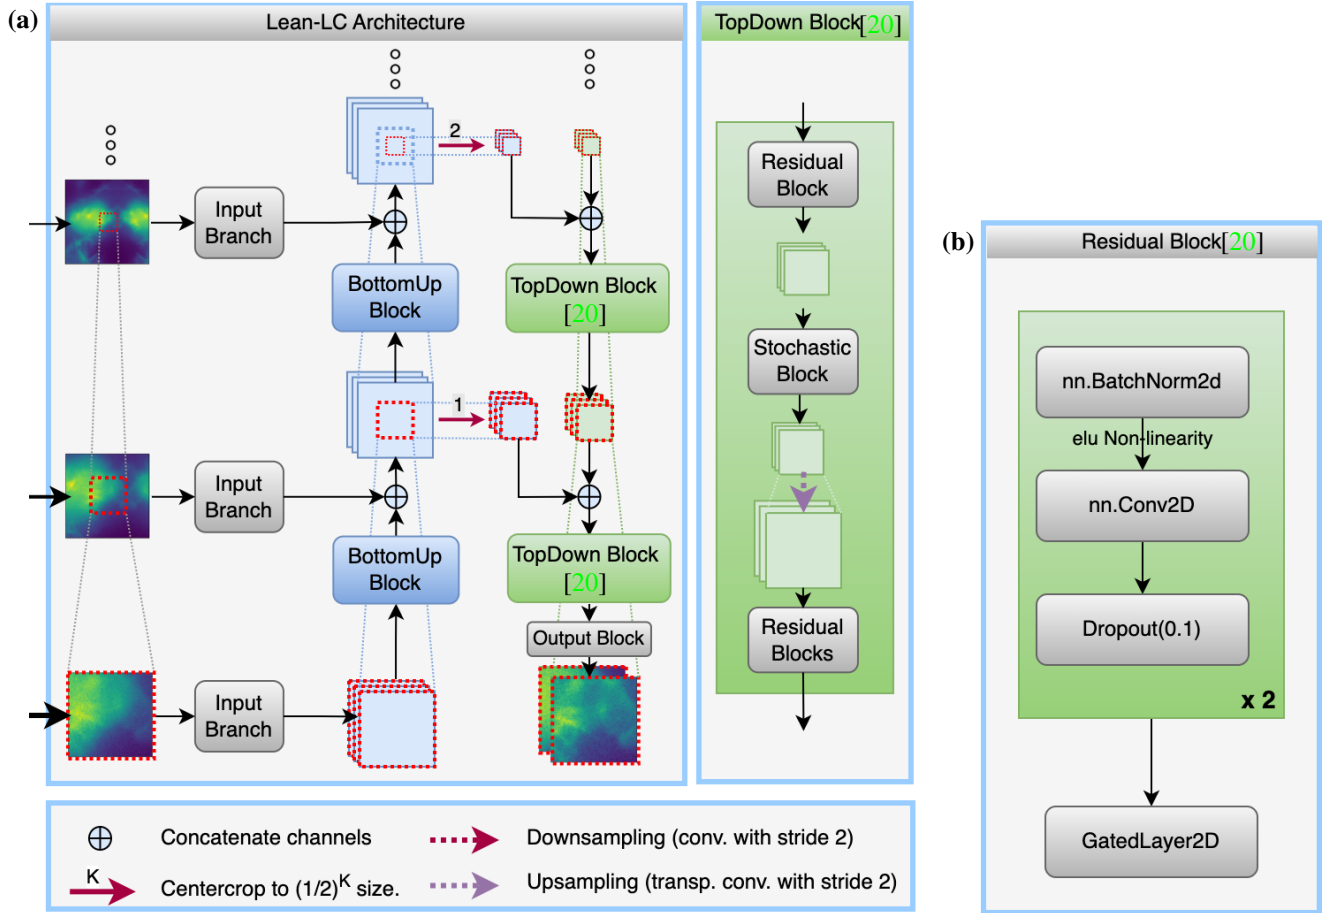 (a)
Lean-LC Architecture
2
Input
Branch
BottomUp
Block
TopDown Block
[20]
1
Input
Branch
BottomUp
Block
TopDown Block
[20]
Output Block
Input
Branch
TopDown Block[20]
Residual
Block
Stochastic
Block
Residual
Blocks
(b)
Residual Block[20]
nn.BatchNorm2d
elu Non-linearity
nn.Conv2D
Dropout(0.1)
x 2
GatedLayer2D
Concatenate channels
Downsampling (conv. with stride 2)
K
Centercrop to (1/2)^K size.
Upsampling (transp. conv. with stride 2)